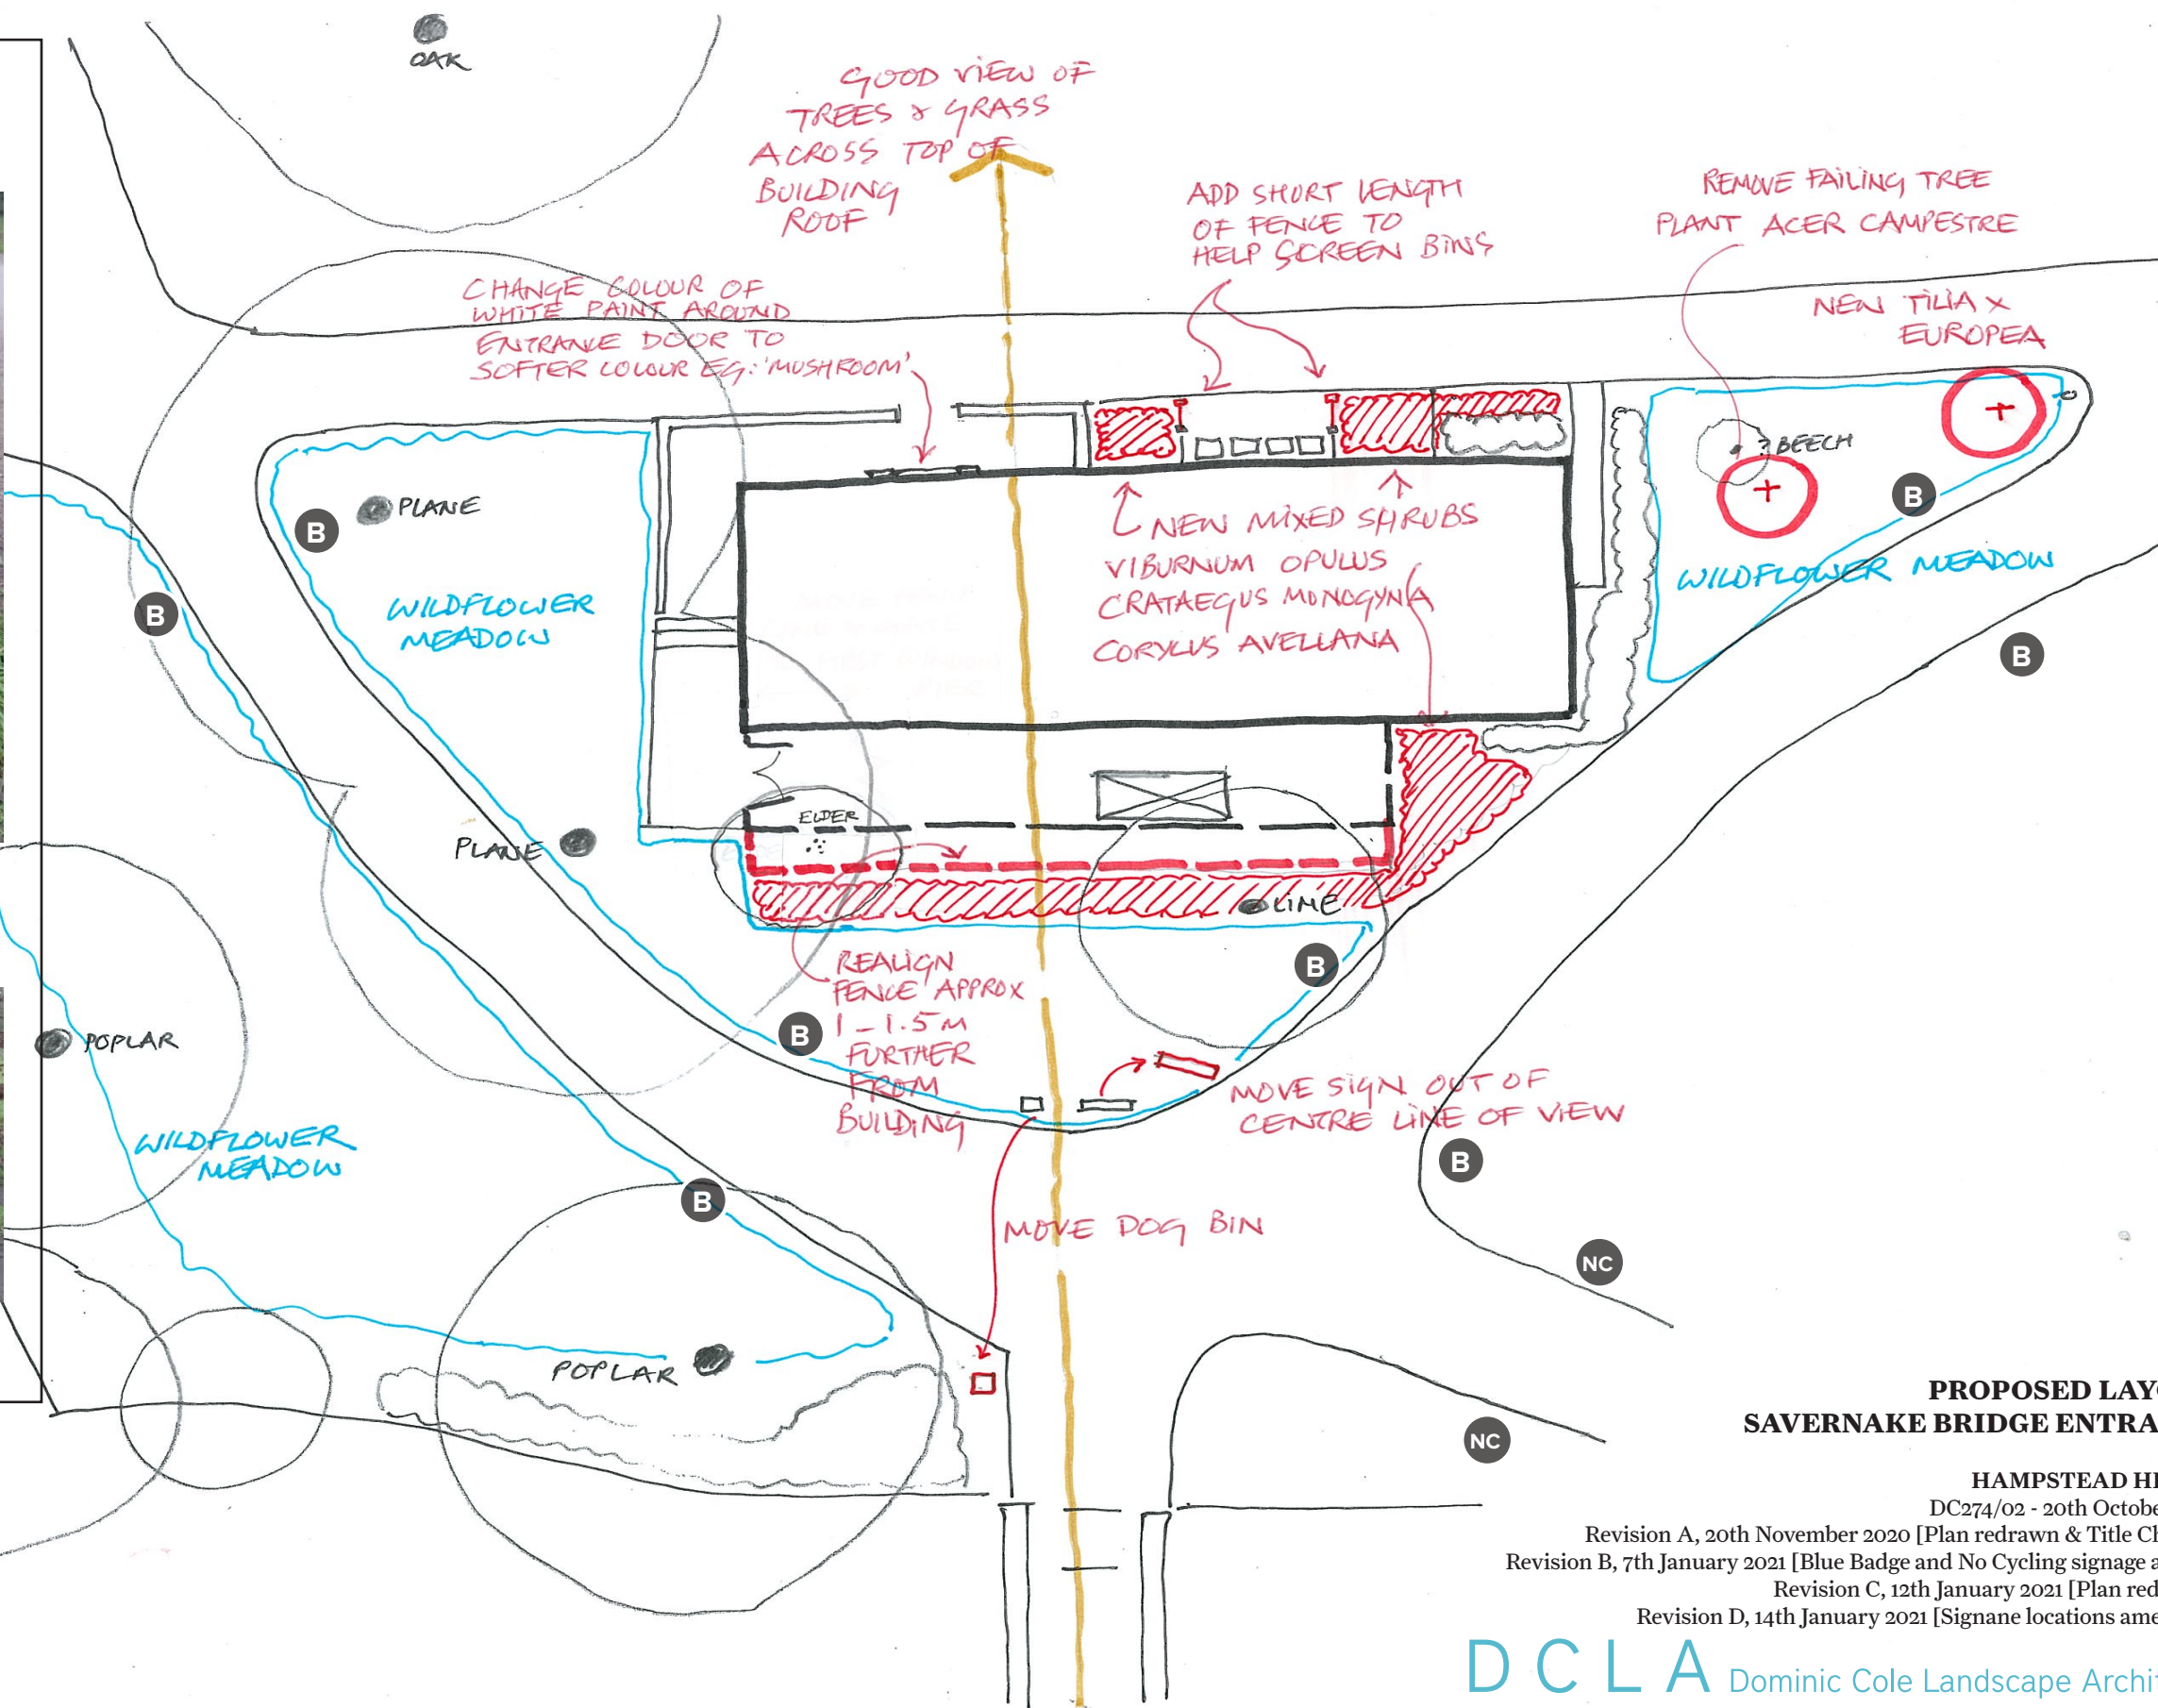 OAK
GOOD VIEW OF
TREES & GRASS
ACROSS TOP OF
BUILDING
ROOF
ADD SHORT LENGTH
OF FENCE TO
HELP SCREEN BINS
REMOVE FAILING TREE
PLANT ACER CAMPESTRE
CHANGE COLOUR OF
WHITE PAINT AROUND
ENTRANCE DOOR TO
SOFTER COLOUR EG: 'MUSHROOM'
NEW TILIA X
EUROPEA
? BEECH
B
PLANE
B
B
NEW MIXED SHRUBS
VIBURNUM OPULUS
CRATAEGUS MONOGYNA
CORYLUS AVELLANA
WILDFLOWER
MEADOW
WILDFLOWER MEADOW
B
B
ELDER
PLANE
LIME
REALIGN
FENCE APPROX
1 - 1.5M
FURTHER
FROM
BUILDING
B
B
POPLAR
MOVE SIGN OUT OF
CENTRE LINE OF VIEW
WILDFLOWER
MEADOW
B
B
MOVE DOG BIN
NC
POPLAR
NC
PROPOSED LAY
SAVERNAKE BRIDGE ENTRA
HAMPSTEAD HE
DC274/02 - 20th Octobe
Revision A, 20th November 2020 [Plan redrawn & Title Ch
Revision B, 7th January 2021 [Blue Badge and No Cycling signage a
Revision C, 12th January 2021 [Plan red
Revision D, 14th January 2021 [Signane locations ame
DCLA Dominic Cole Landscape Archit